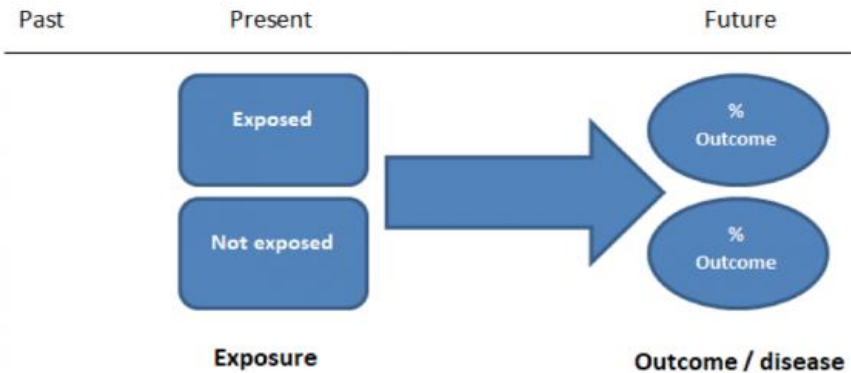 Past Present Future
Exposed
%
Outcome
Not exposed
%
Outcome
Exposure Outcome / disease